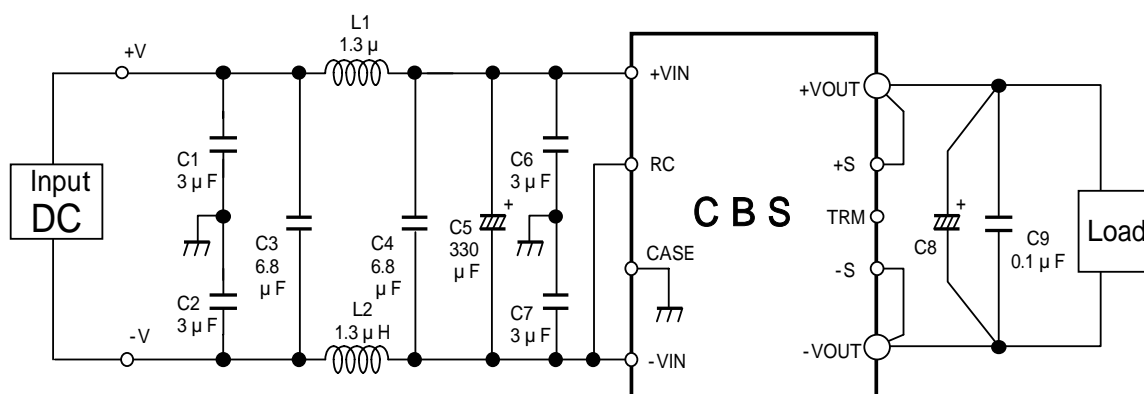 L1
1.3 μ
+V
+VIN
+VOUT
C1
3 μ F
C6
3 μ F
RC
+S
Input
DC
C B S
TRM
C3
6.8
μ F
C4
6.8
μ F
C5
330
μ F
+
CASE
-S
+
C8
C9
0.1 μ F
Load
C2
3 μ F
L2
1.3 μ H
C7
3 μ F
-V
-VIN
-VOUT